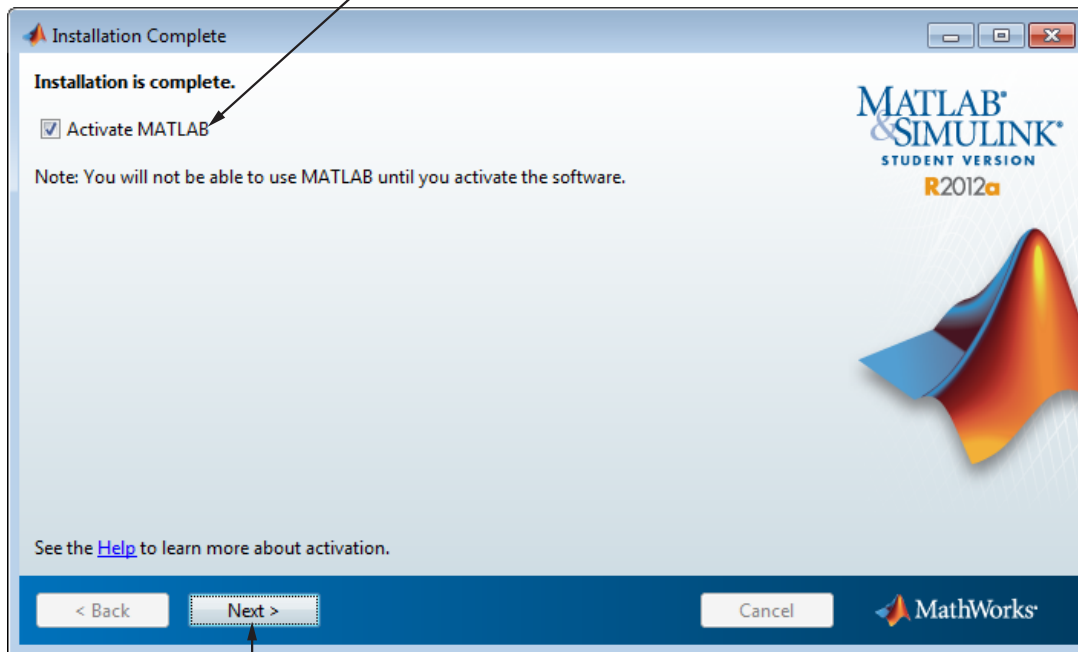 Installation Complete
Installation is complete.
Activate MATLAB
Note: You will not be able to use MATLAB until you activate the software.
MATLAB®
&SIMULINK®
STUDENT VERSION
R2012a
See the Help to learn more about activation.
< Back Next > Cancel MathWorks®